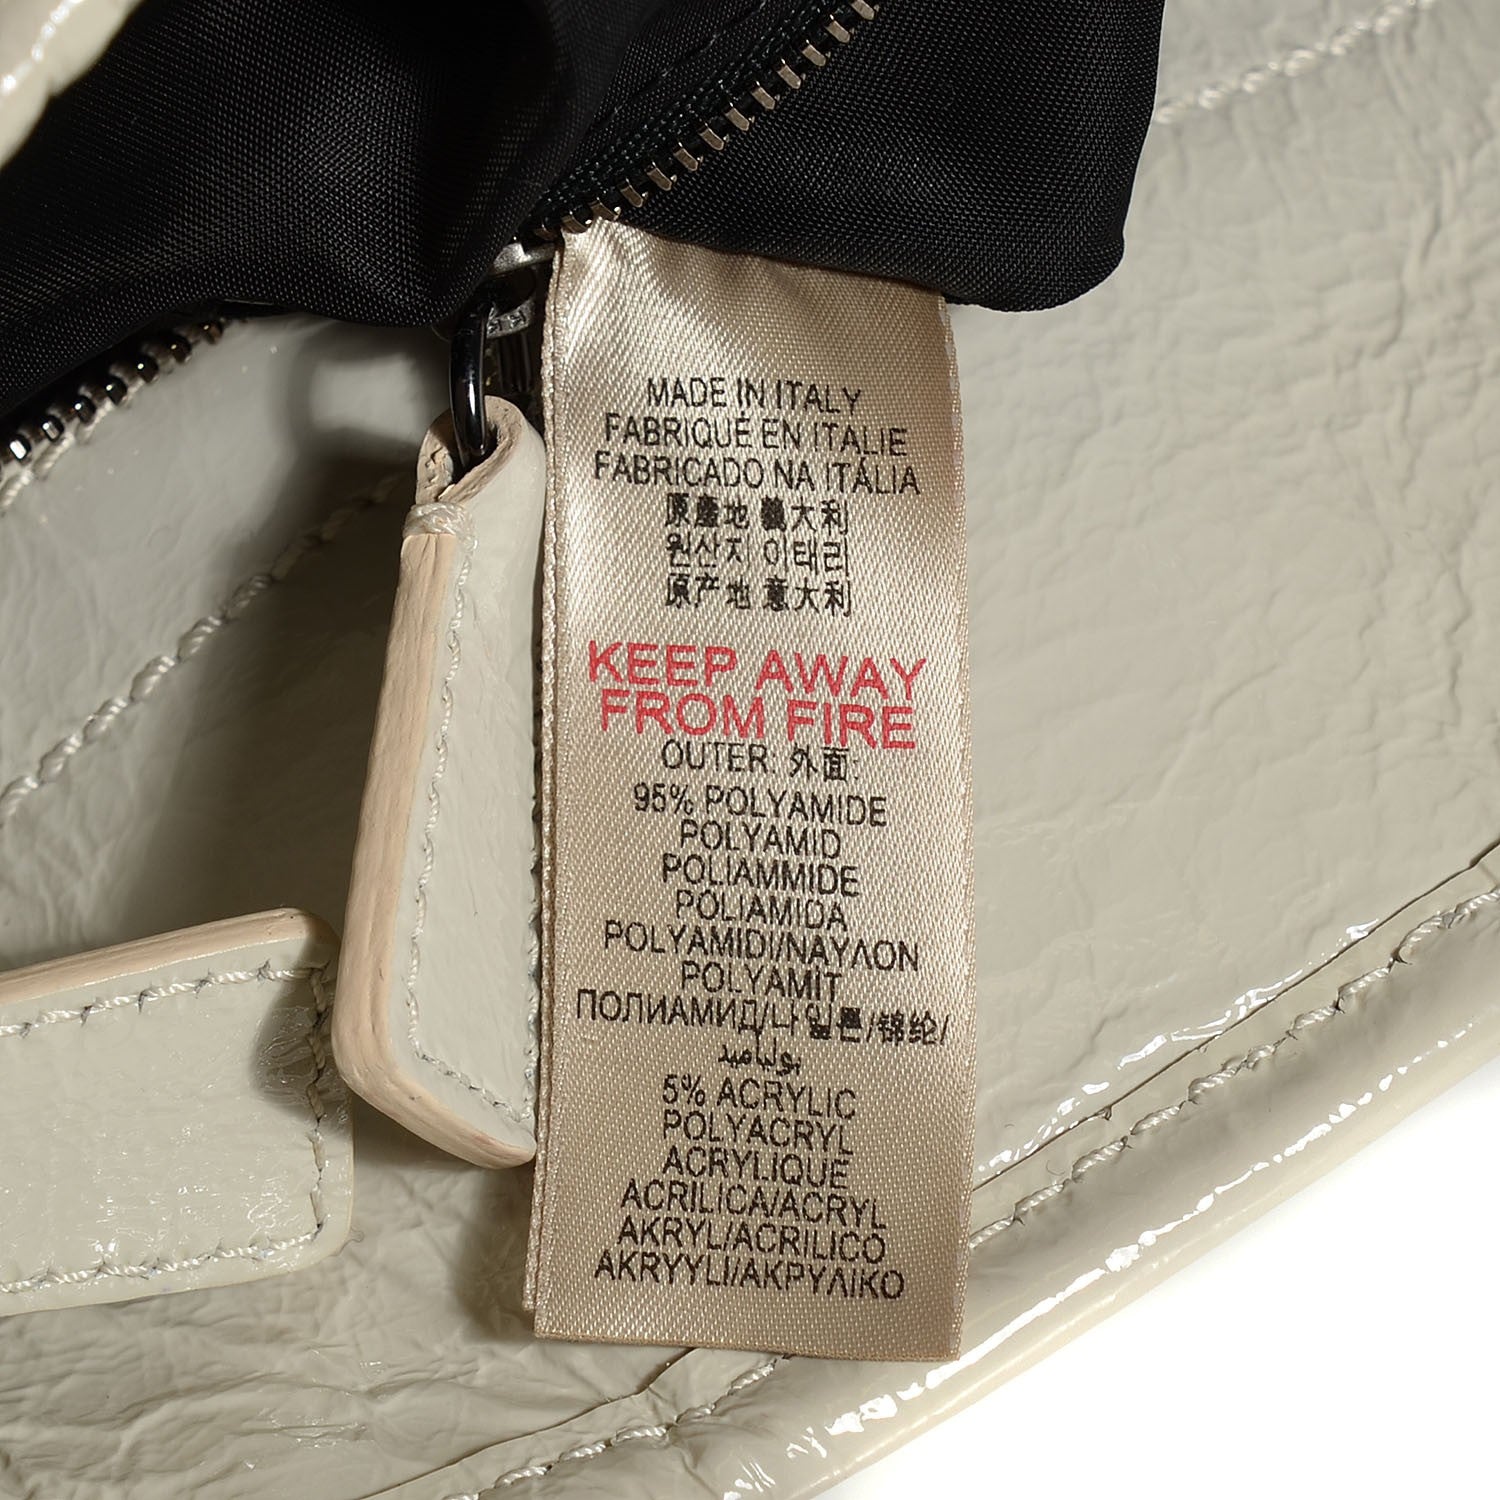 MADE IN ITALY
FABRIQUÉ EN ITALIE
FABRICADO NA ITÁLIA
原產地 義大利
원산지 이태리
原产地 意大利
KEEP AWAY
FROM FIRE
OUTER: 外面:
95% POLYAMIDE
POLYAMID
POLIAMMIDE
POLIAMIDA
POLYAMIDI/ΝΑΥΛΟΝ
POLYAMIT
ПОЛИАМИД/나일론/锦纶/
بوليأميد
5% ACRYLIC
POLYACRYL
ACRYLIQUE
ACRILICA/ACRYL
AKRYL/ACRILICO
AKRYYLI/ΑΚΡΥΛΙΚΟ